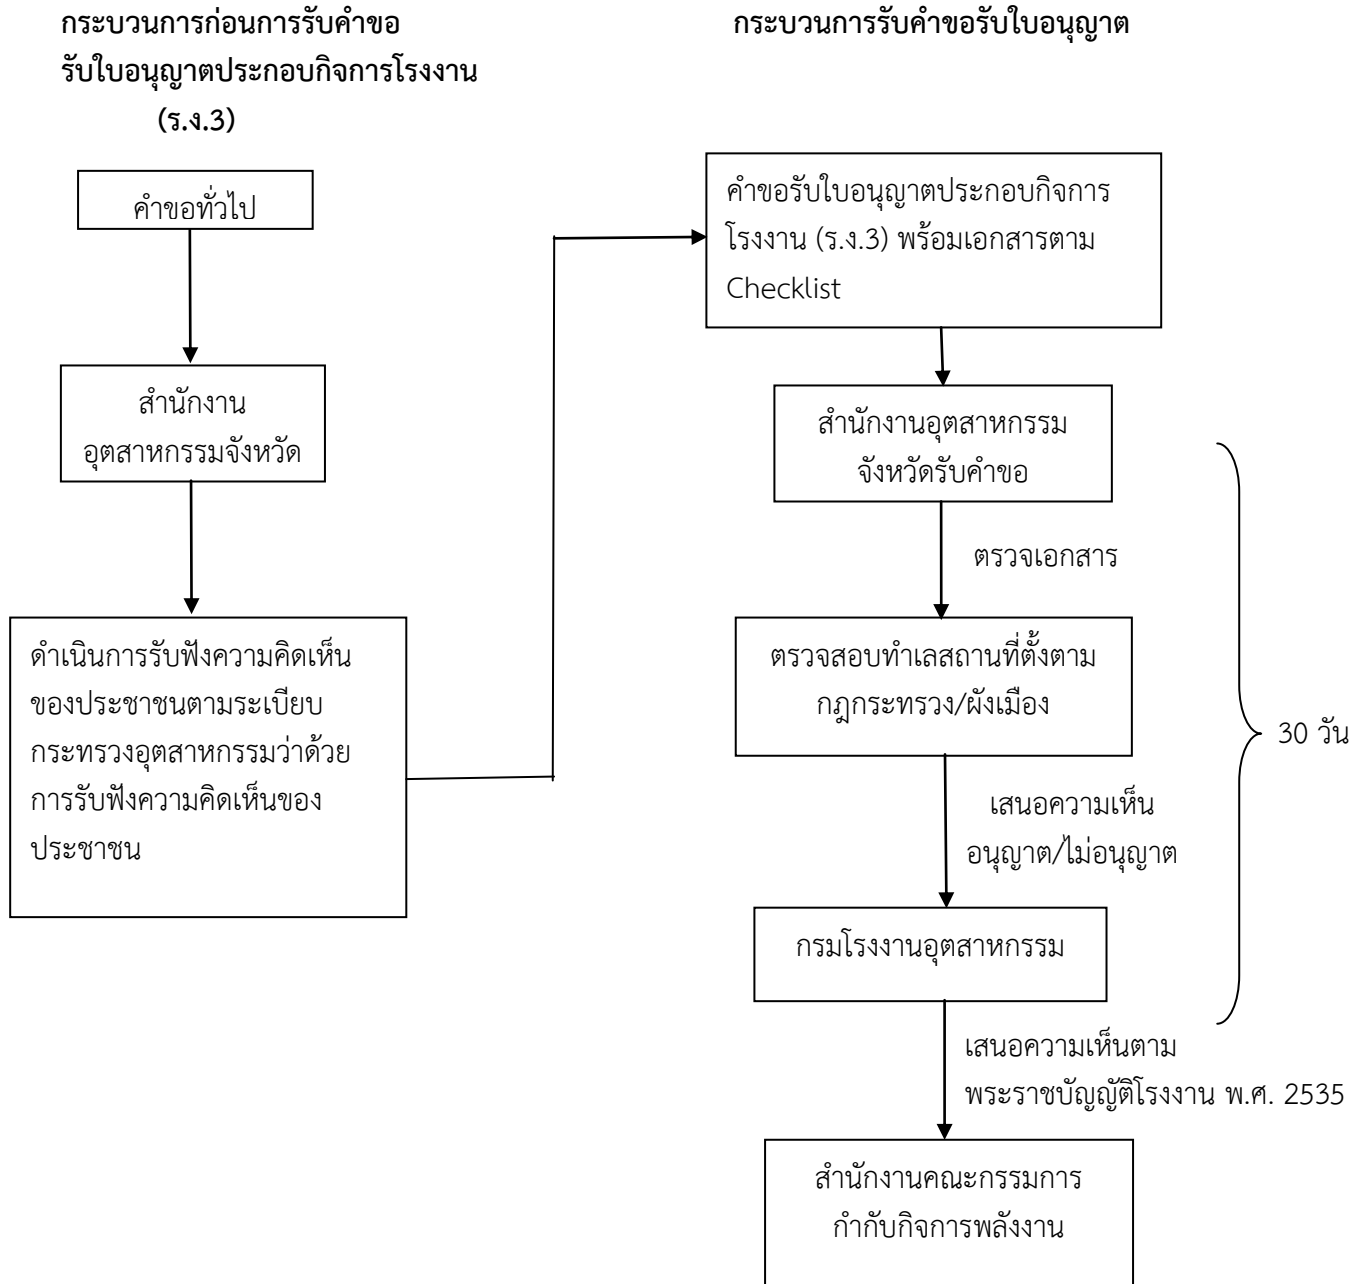 กระบวนการก่อนการรับคำขอ
รับใบอนุญาตประกอบกิจการโรงงาน
(ร.ง.3)
คำขอทั่วไป
สำนักงาน
อุตสาหกรรมจังหวัด
ดำเนินการรับฟังความคิดเห็น
ของประชาชนตามระเบียบ
กระทรวงอุตสาหกรรมว่าด้วย
การรับฟังความคิดเห็นของ
ประชาชน
กระบวนการรับคำขอรับใบอนุญาต
คำขอรับใบอนุญาตประกอบกิจการ
โรงงาน (ร.ง.3) พร้อมเอกสารตาม
Checklist
สำนักงานอุตสาหกรรม
จังหวัดรับคำขอ
ตรวจเอกสาร
ตรวจสอบทำเลสถานที่ตั้งตาม
กฎกระทรวง/ผังเมือง
30 วัน
เสนอความเห็น
อนุญาต/ไม่อนุญาต
กรมโรงงานอุตสาหกรรม
เสนอความเห็นตาม
พระราชบัญญัติโรงงาน พ.ศ. 2535
สำนักงานคณะกรรมการ
กำกับกิจการพลังงาน